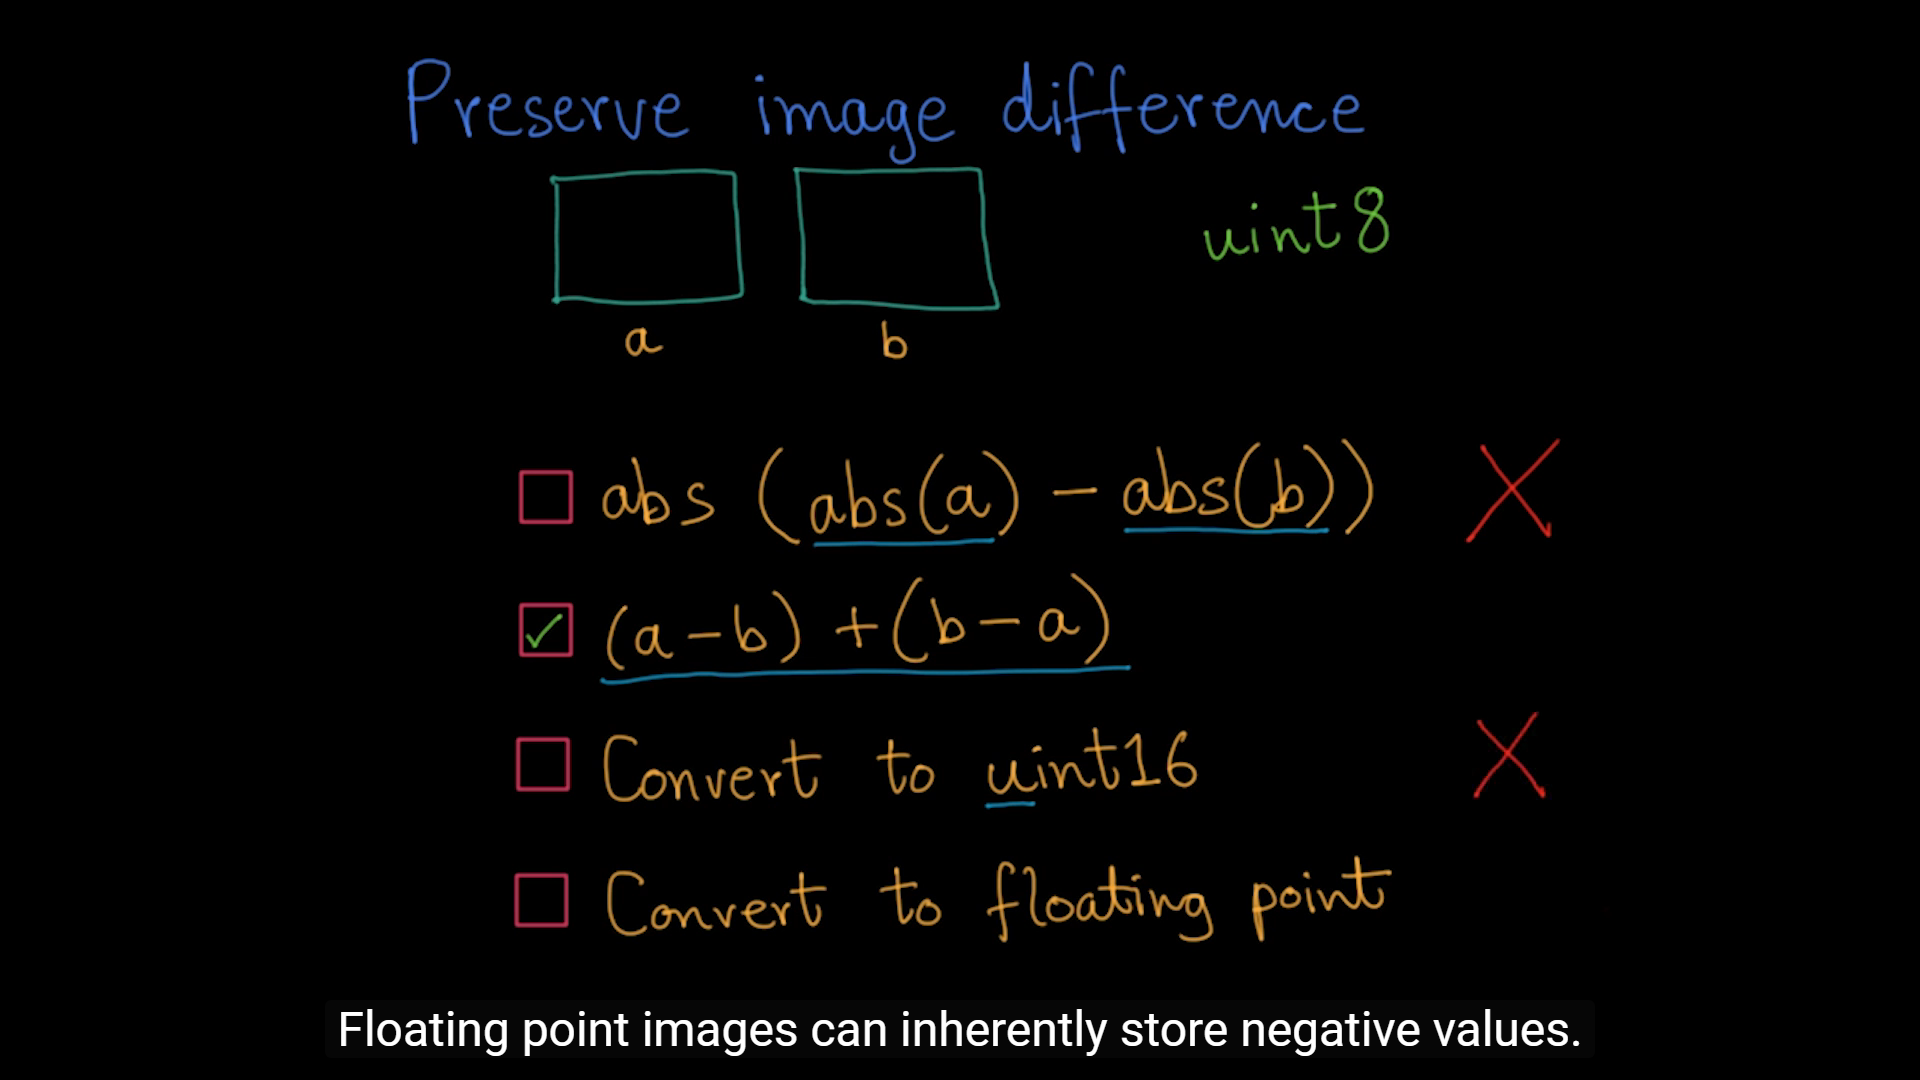 Preserve image difference
uint8
a b
abs (abs(a) - abs(b))
✓ (a-b) + (b-a)
Convert to uint16
Convert to floating point
Floating point images can inherently store negative values.